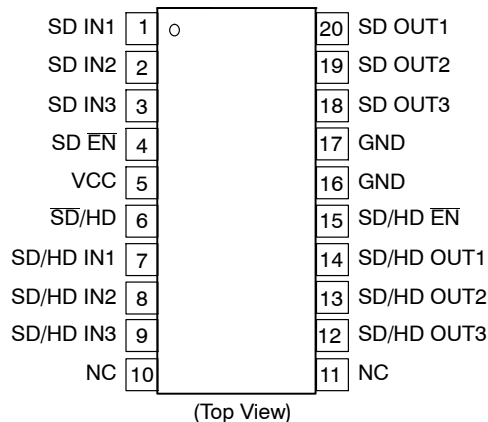 SD IN1 1 20 SD OUT1
SD IN2 2 19 SD OUT2
SD IN3 3 18 SD OUT3
SD E̅N̅ 4 17 GND
VCC 5 16 GND
S̅D̅/HD 6 15 SD/HD E̅N̅
SD/HD IN1 7 14 SD/HD OUT1
SD/HD IN2 8 13 SD/HD OUT2
SD/HD IN3 9 12 SD/HD OUT3
NC 10 11 NC
(Top View)